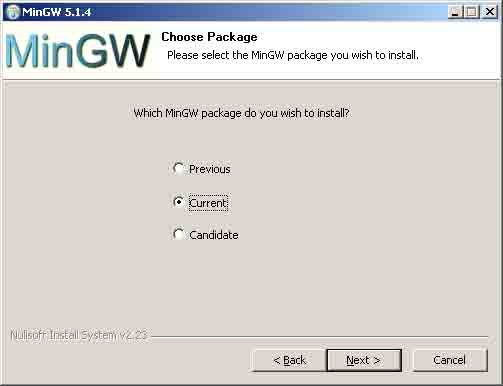 MinGW 5.1.4
MinGW
Choose Package
Please select the MinGW package you wish to install.
Which MinGW package do you wish to install?
Previous
Current
Candidate
Nullsoft Install System v2.23
< Back
Next >
Cancel